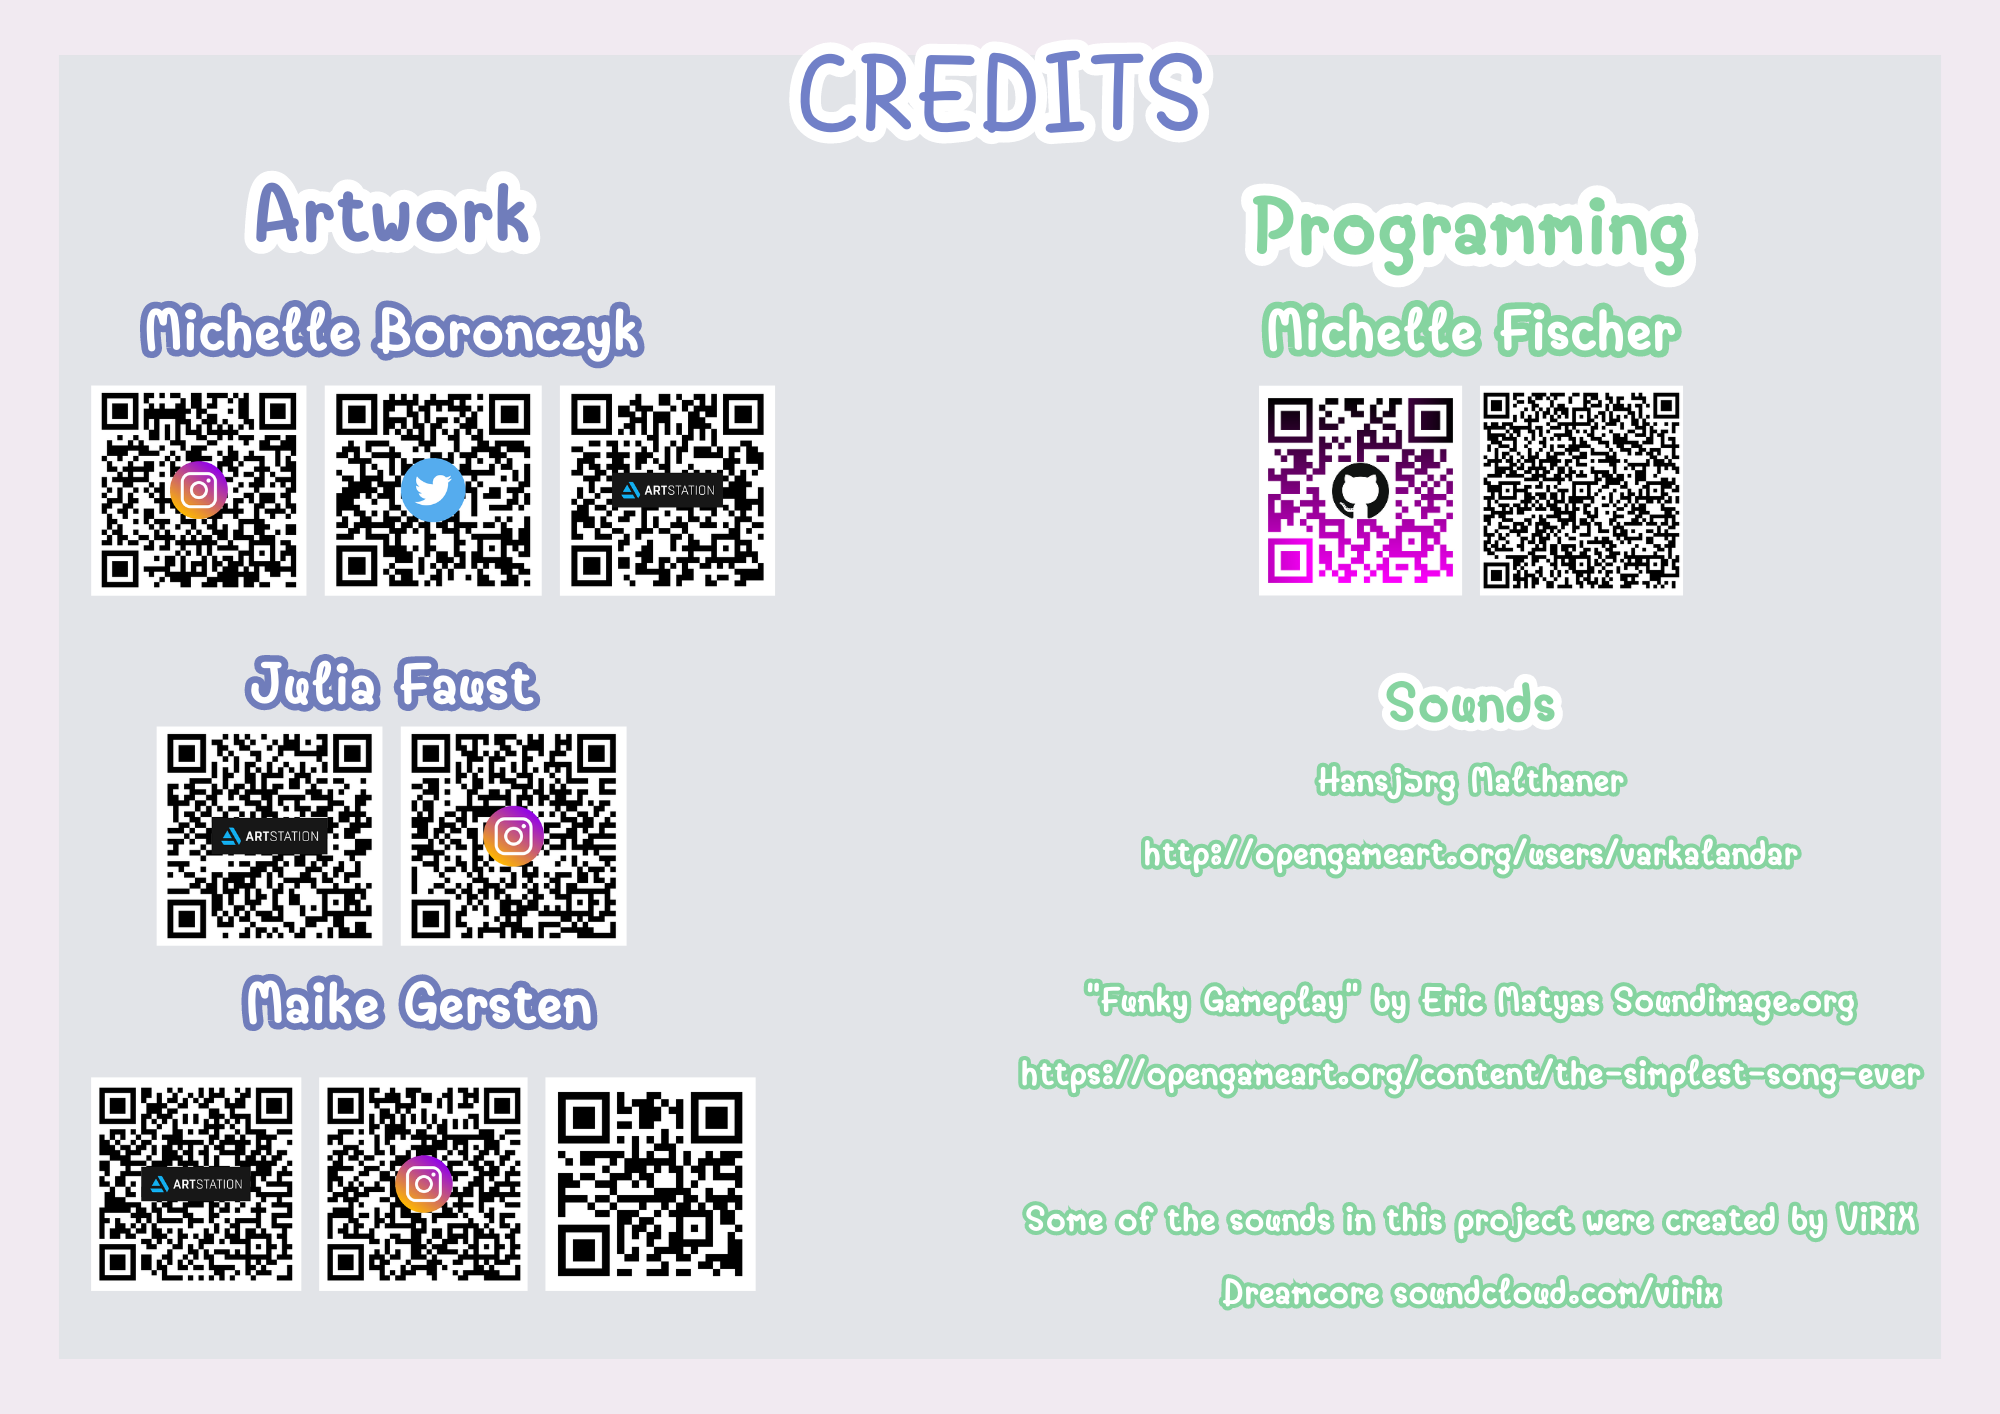 CREDITS
Artwork
Michelle Boronczyk
ARTSTATION
Julia Faust
ARTSTATION
Maike Gersten
ARTSTATION
Programming
Michelle Fischer
Sounds
Hansjörg Malthaner
http://opengameart.org/users/varkalandar
"Funky Gameplay" by Eric Matyas Soundimage.org
https://opengameart.org/content/the-simplest-song-ever
Some of the sounds in this project were created by ViRiX
Dreamcore soundcloud.com/virix